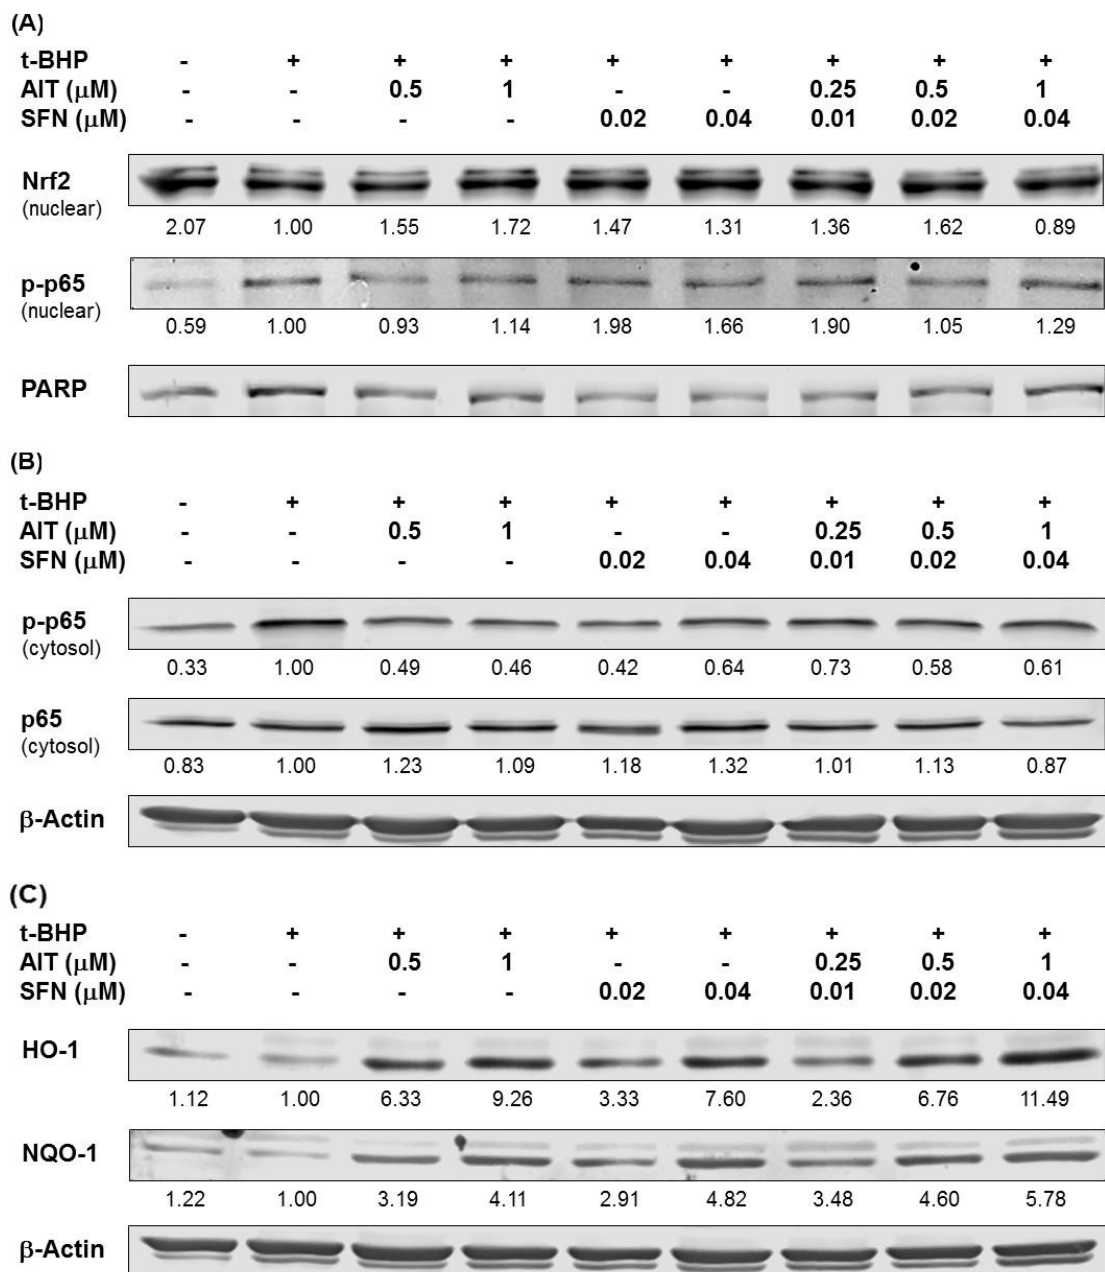 (A)
t-BHP - + + + + + + + +
AIT (μM) - - 0.5 1 - - 0.25 0.5 1
SFN (μM) - - - - 0.02 0.04 0.01 0.02 0.04
Nrf2
(nuclear)
2.07 1.00 1.55 1.72 1.47 1.31 1.36 1.62 0.89
p-p65
(nuclear)
0.59 1.00 0.93 1.14 1.98 1.66 1.90 1.05 1.29
PARP
(B)
t-BHP - + + + + + + + +
AIT (μM) - - 0.5 1 - - 0.25 0.5 1
SFN (μM) - - - - 0.02 0.04 0.01 0.02 0.04
p-p65
(cytosol)
0.33 1.00 0.49 0.46 0.42 0.64 0.73 0.58 0.61
p65
(cytosol)
0.83 1.00 1.23 1.09 1.18 1.32 1.01 1.13 0.87
β-Actin
(C)
t-BHP - + + + + + + + +
AIT (μM) - - 0.5 1 - - 0.25 0.5 1
SFN (μM) - - - - 0.02 0.04 0.01 0.02 0.04
HO-1
1.12 1.00 6.33 9.26 3.33 7.60 2.36 6.76 11.49
NQO-1
1.22 1.00 3.19 4.11 2.91 4.82 3.48 4.60 5.78
β-Actin